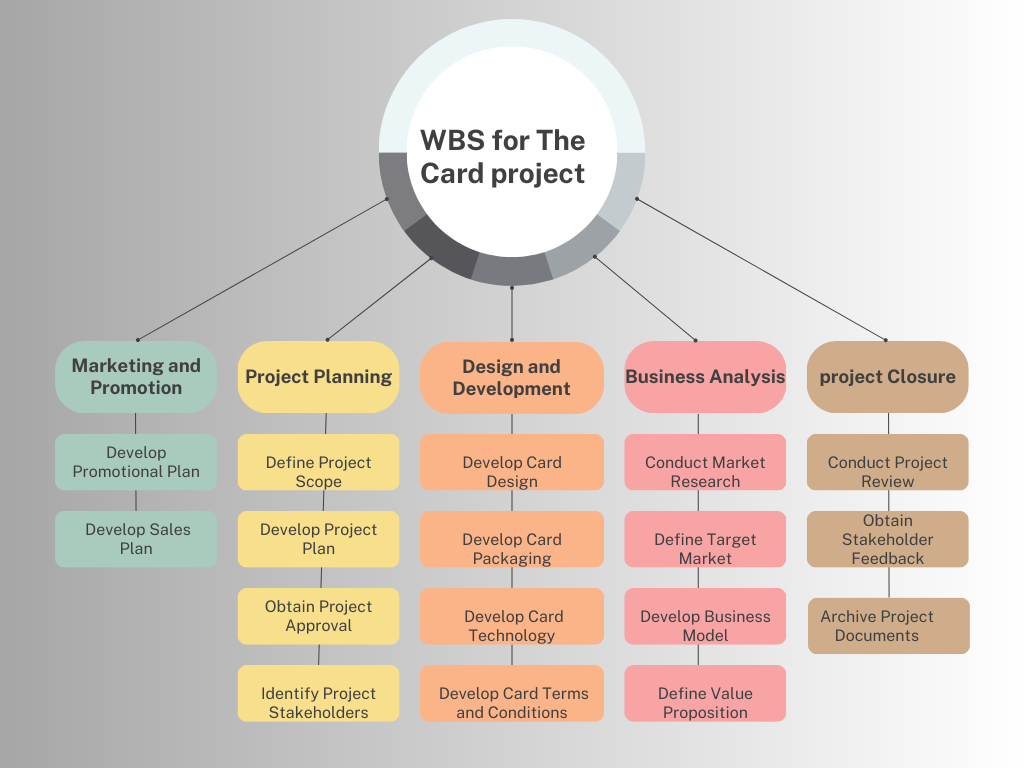 WBS for The
Card project
Marketing and
Promotion
Develop
Promotional Plan
Develop Sales
Plan
Project Planning
Define Project
Scope
Develop Project
Plan
Obtain Project
Approval
Identify Project
Stakeholders
Design and
Development
Develop Card
Design
Develop Card
Packaging
Develop Card
Technology
Develop Card Terms
and Conditions
Business Analysis
Conduct Market
Research
Define Target
Market
Develop Business
Model
Define Value
Proposition
project Closure
Conduct Project
Review
Obtain
Stakeholder
Feedback
Archive Project
Documents